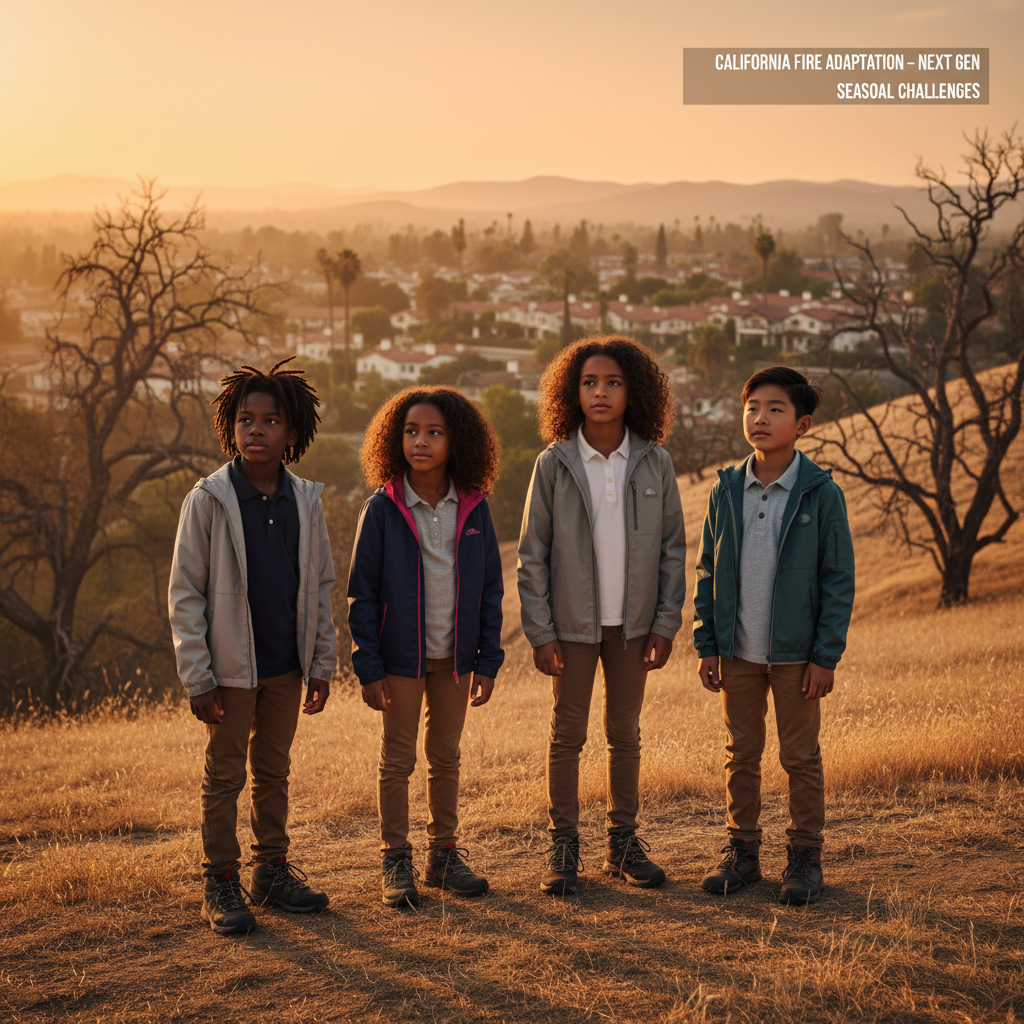 CALIFORNIA FIRE ADAPTATION – NEXT GEN
SEASOAL CHALLENGES